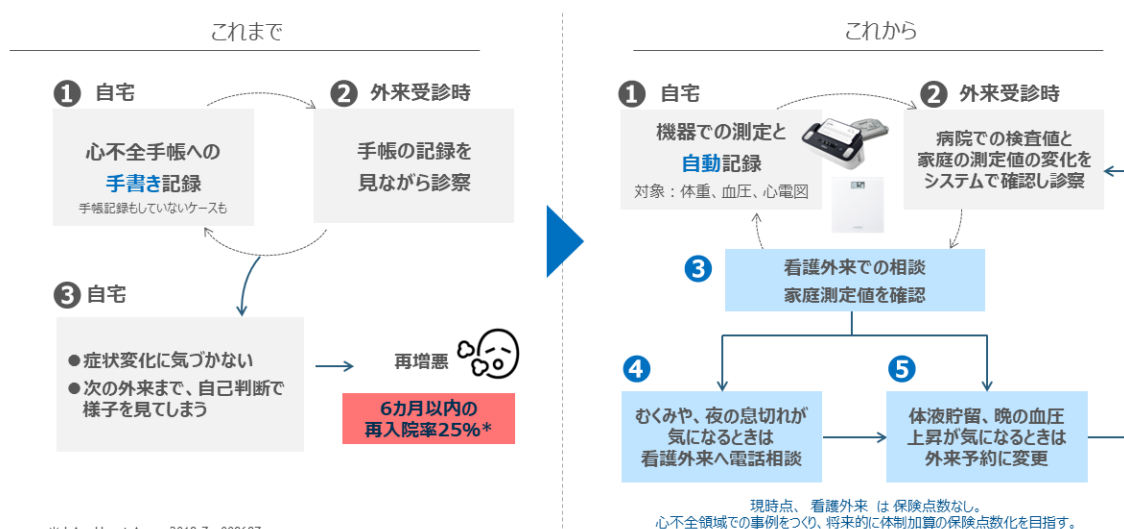 これまで
❶ 自宅
心不全手帳への
手書き記録
手帳記録もしていないケースも
❷ 外来受診時
手帳の記録を
見ながら診察
❸ 自宅
●症状変化に気づかない
●次の外来まで、自己判断で
様子を見てしまう
再増悪
6カ月以内の
再入院率25%*
これから
❶ 自宅
機器での測定と
自動記録
対象：体重、血圧、心電図
❷ 外来受診時
病院での検査値と
家庭の測定値の変化を
システムで確認し診察
❸
看護外来での相談
家庭測定値を確認
❹
むくみや、夜の息切れが
気になるときは
看護外来へ電話相談
❺
体液貯留、晩の血圧
上昇が気になるときは
外来予約に変更
現時点、 看護外来 は 保険点数なし。
心不全領域での事例をつくり、将来的に体制加算の保険点数化を目指す。